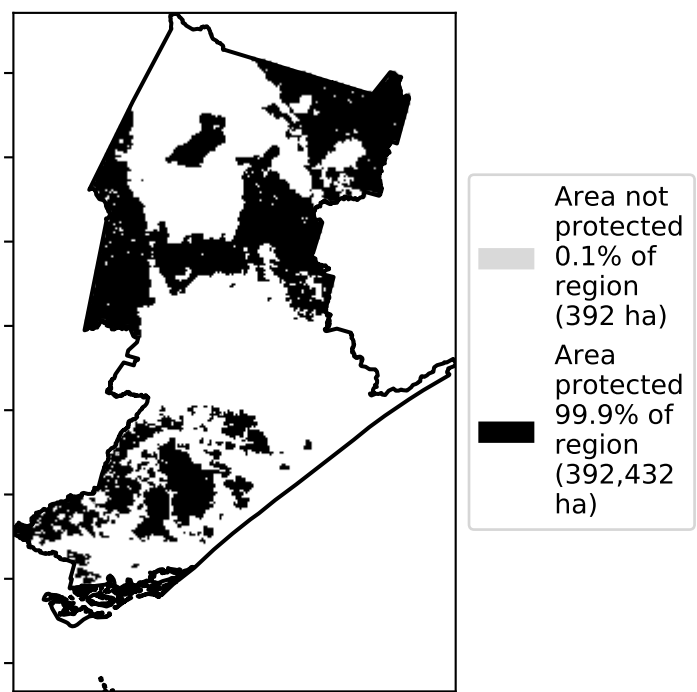 Area not
protected
0.1% of
region
(392 ha)
Area
protected
99.9% of
region
(392,432
ha)